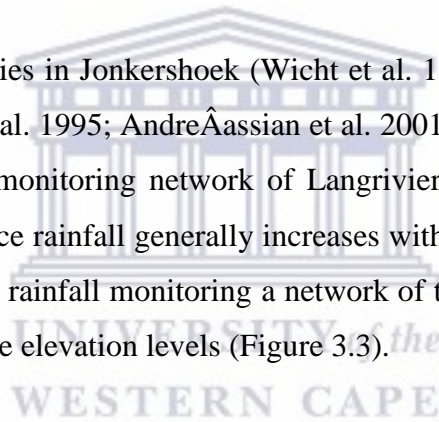 ies in Jonkershoek (Wicht et al. 1
al. 1995; AndreÂassian et al. 2001
monitoring network of Langrivier
ce rainfall generally increases with
rainfall monitoring a network of t
UNIVERSITY of the
e elevation levels (Figure 3.3).
WESTERN CAPE